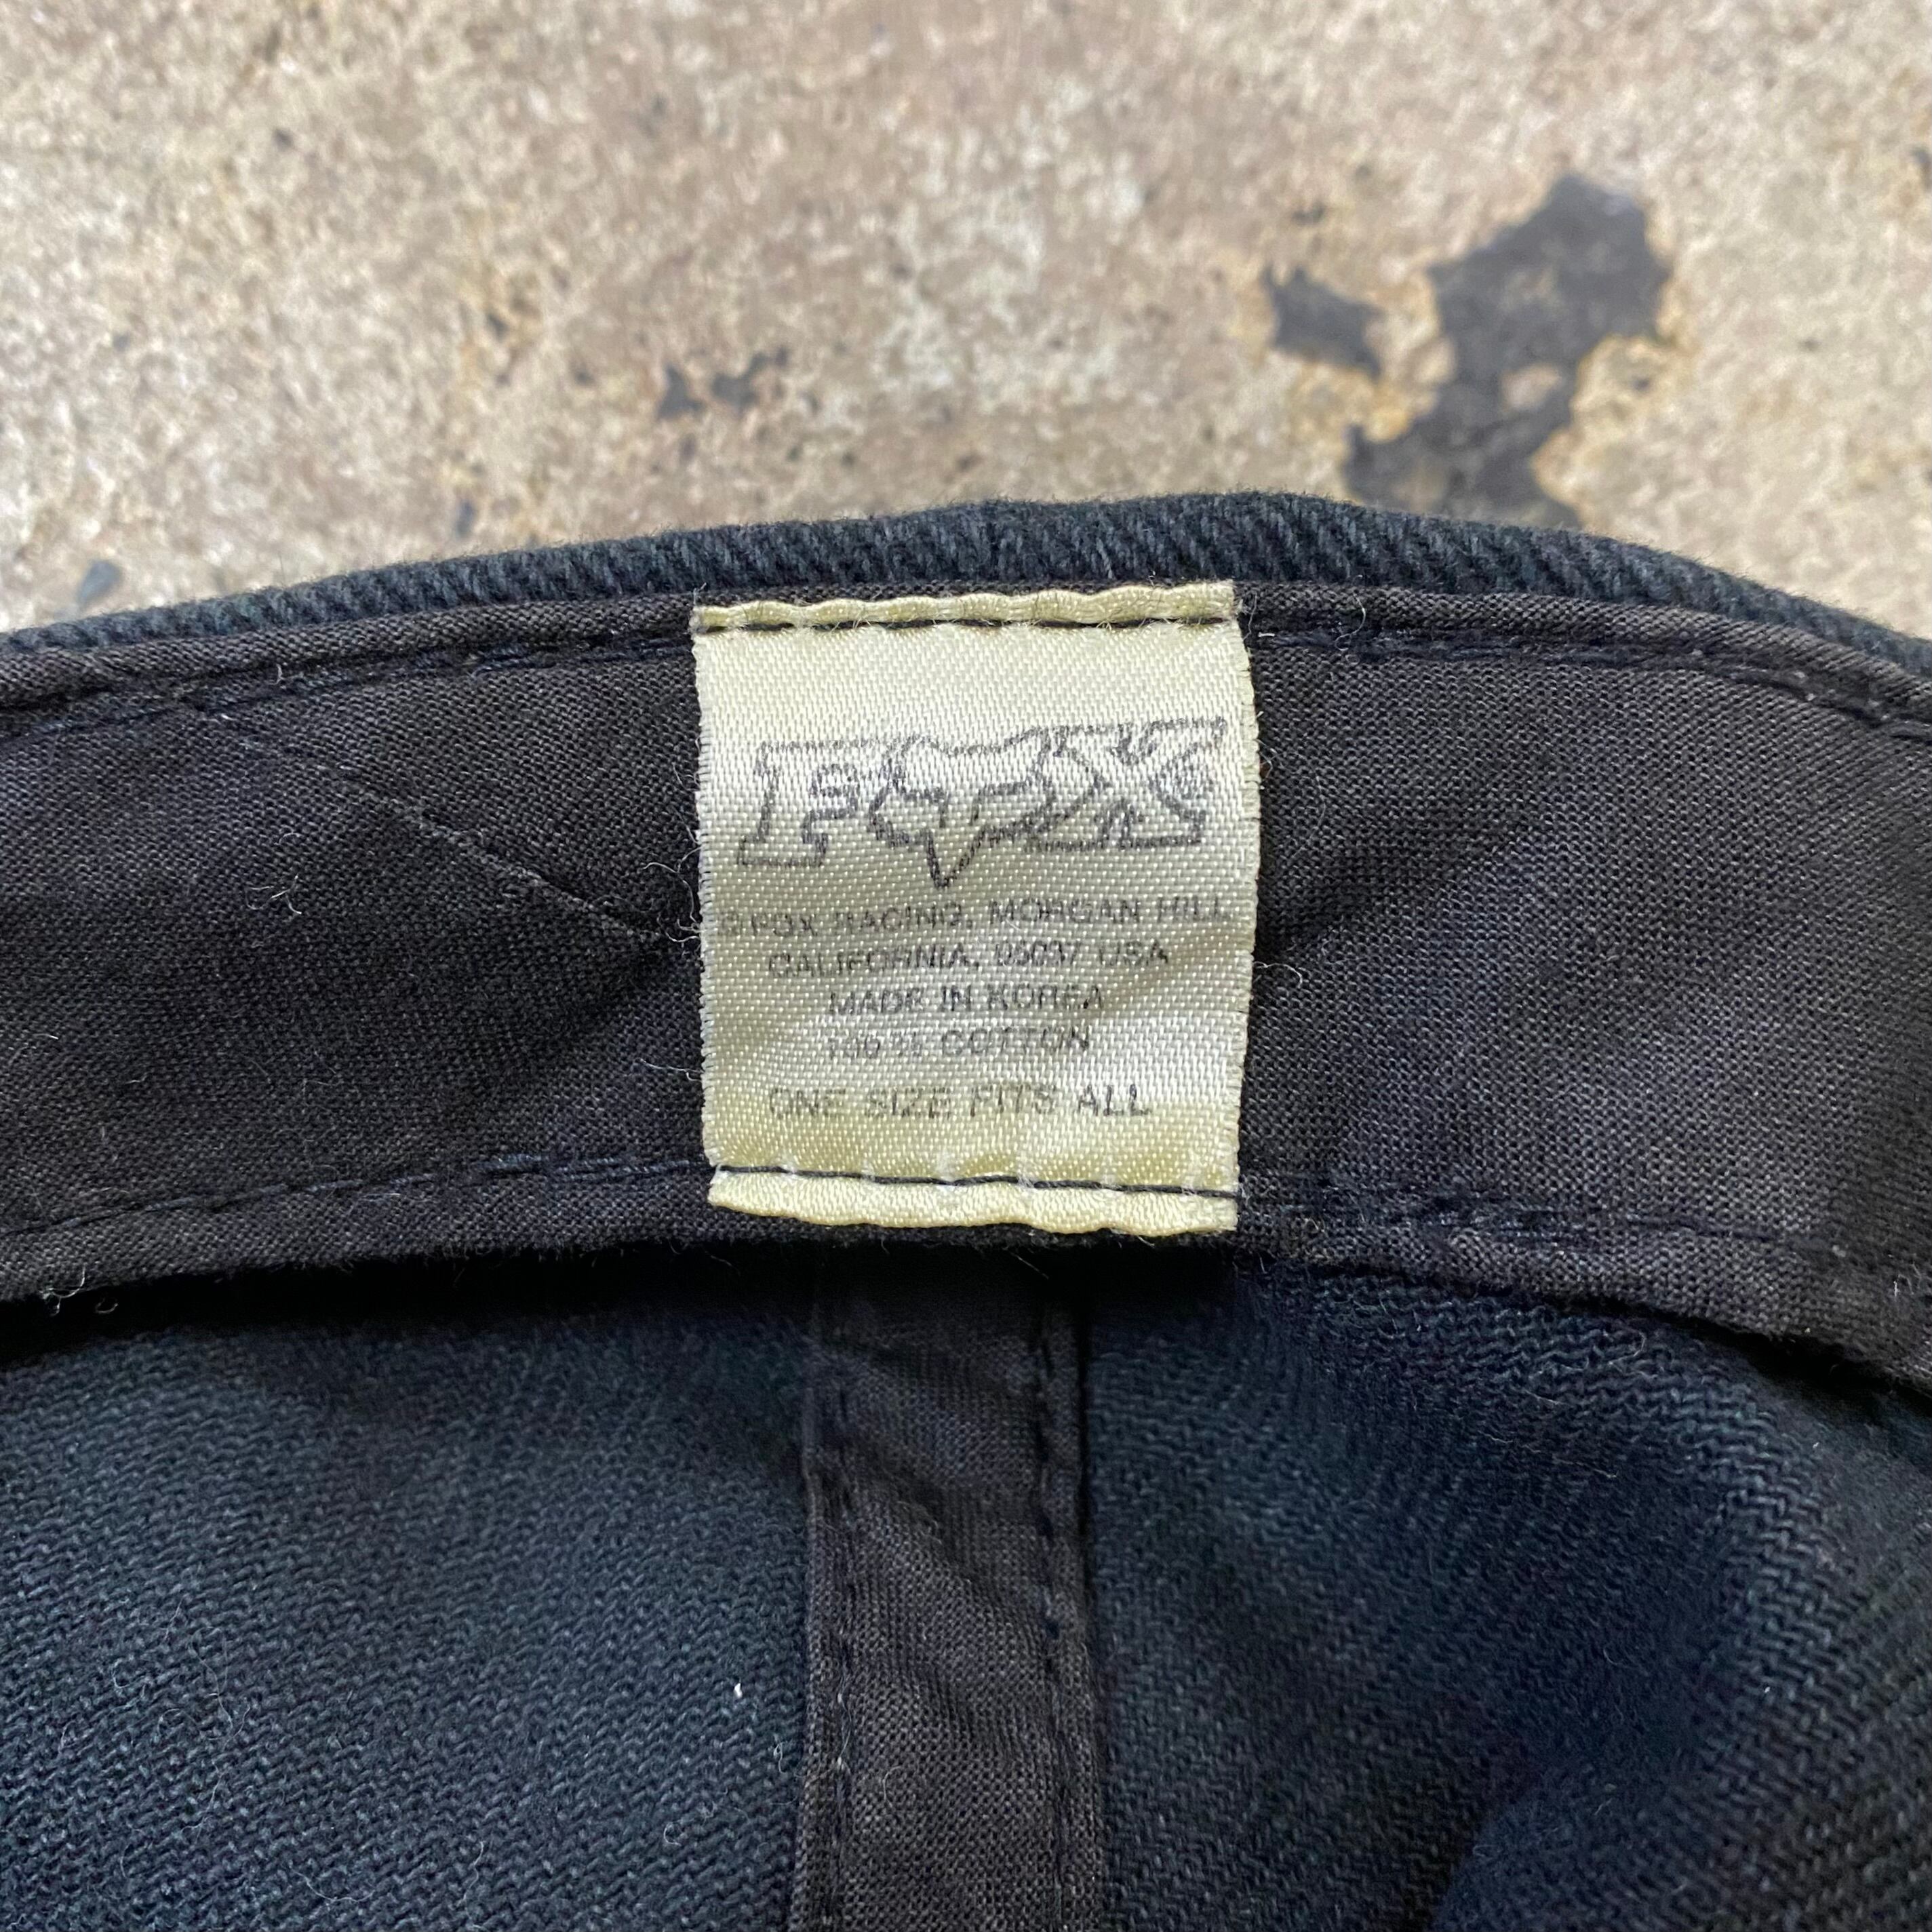 FOX
© FOX RACING, MORGAN HILL
CALIFORNIA, 95037 USA
MADE IN KOREA
100 % COTTON
ONE SIZE FITS ALL